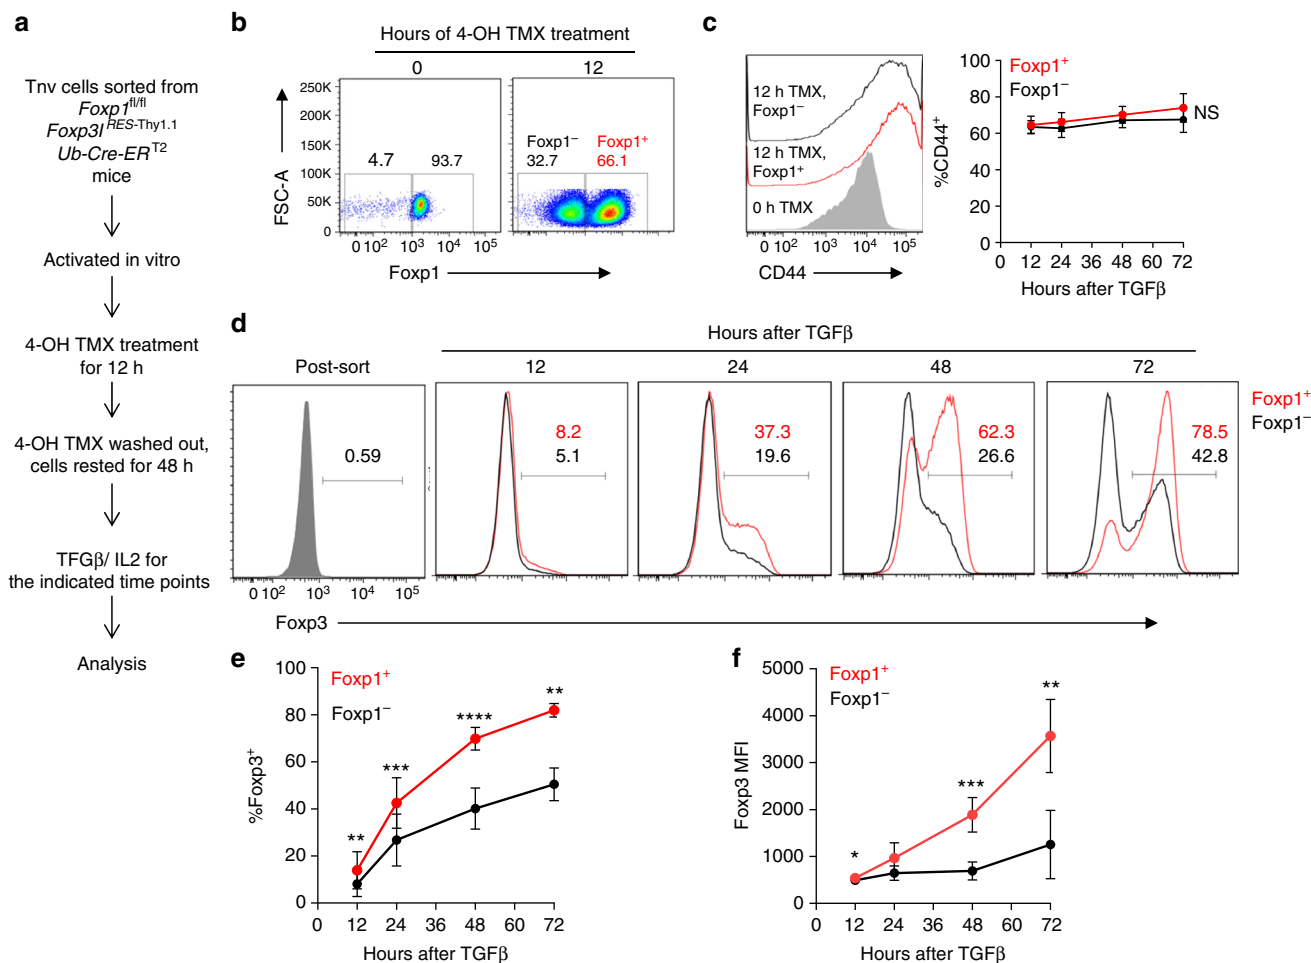 a
Tnv cells sorted from
Foxp1fl/fl
Foxp3IRES-Thy1.1
Ub-Cre-ERT2
mice
Activated in vitro
4-OH TMX treatment
for 12 h
4-OH TMX washed out,
cells rested for 48 h
TFGβ/ IL2 for
the indicated time points
Analysis
b
Hours of 4-OH TMX treatment
0
12
FSC-A
250K
200K
150K
100K
50K
0
4.7
93.7
Foxp1–
32.7
Foxp1+
66.1
0 10² 10³ 10⁴ 10⁵
Foxp1
c
12 h TMX,
Foxp1–
12 h TMX,
Foxp1+
0 h TMX
0 10² 10³ 10⁴ 10⁵
CD44
%CD44+
100
80
60
40
20
0
Foxp1+
Foxp1–
NS
0 12 24 36 48 60 72
Hours after TGFβ
d
Hours after TGFβ
Post-sort
12
24
48
72
0.59
8.2
5.1
37.3
19.6
62.3
26.6
78.5
42.8
Foxp1+
Foxp1–
0 10² 10³ 10⁴ 10⁵
Foxp3
e
%Foxp3+
100
80
60
40
20
0
Foxp1+
Foxp1–
**
***
****
**
0 12 24 36 48 60 72
Hours after TGFβ
f
Foxp3 MFI
5000
4000
3000
2000
1000
0
Foxp1+
Foxp1–
*
***
**
0 12 24 36 48 60 72
Hours after TGFβ